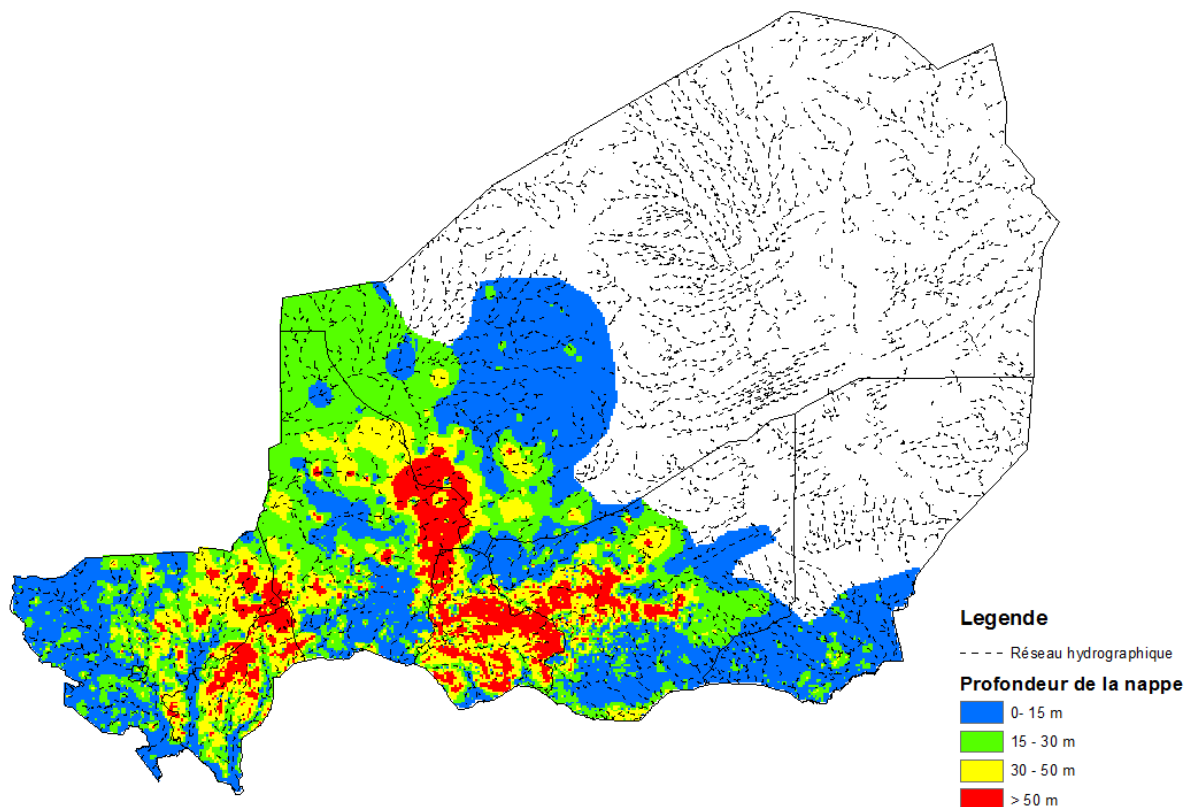 Legende
Réseau hydrographique
Profondeur de la nappe
0- 15 m
15 - 30 m
30 - 50 m
> 50 m